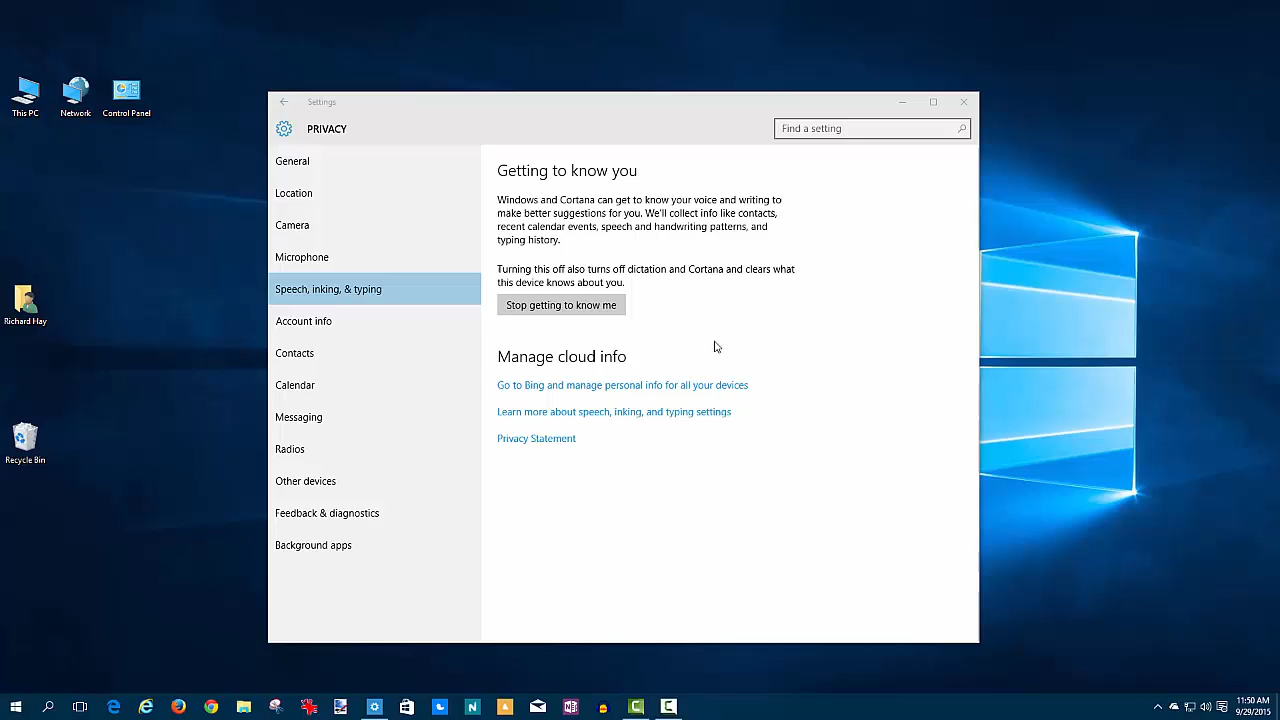 This PC
Network
Control Panel
Richard Hay
Recycle Bin
Settings
PRIVACY
Find a setting
General
Location
Camera
Microphone
Speech, inking, & typing
Account info
Contacts
Calendar
Messaging
Radios
Other devices
Feedback & diagnostics
Background apps
Getting to know you
Windows and Cortana can get to know your voice and writing to
make better suggestions for you. We'll collect info like contacts,
recent calendar events, speech and handwriting patterns, and
typing history.
Turning this off also turns off dictation and Cortana and clears what
this device knows about you.
Stop getting to know me
Manage cloud info
Go to Bing and manage personal info for all your devices
Learn more about speech, inking, and typing settings
Privacy Statement
11:50 AM
9/29/2015